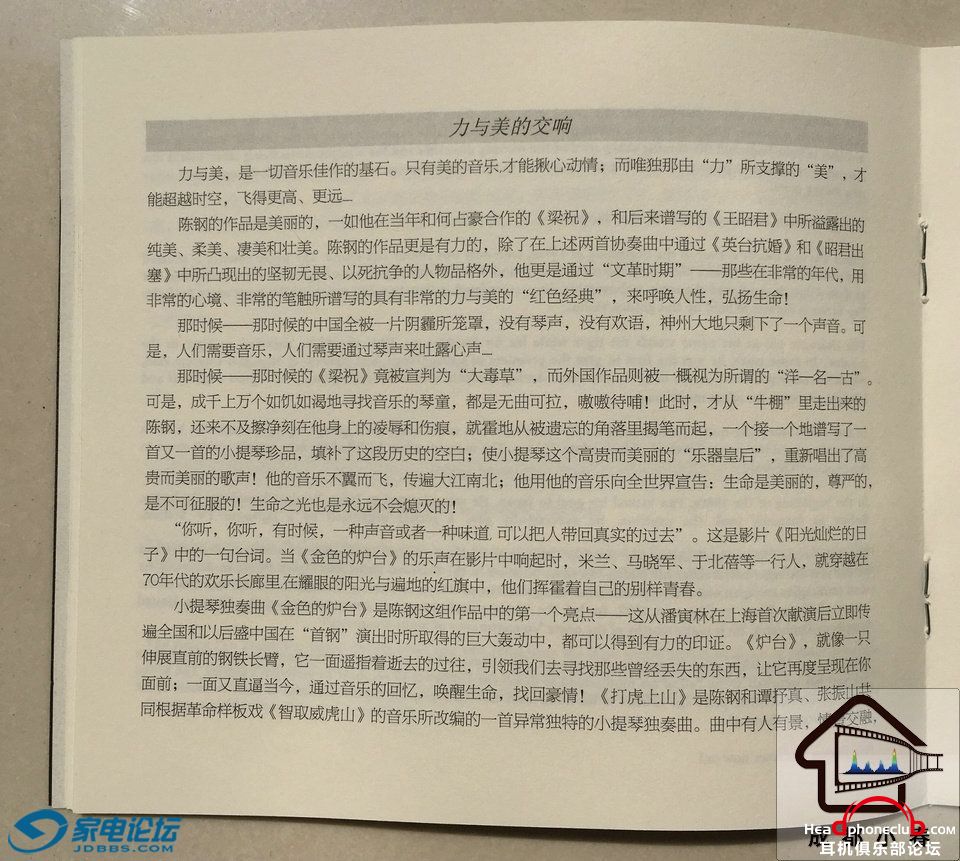 力与美的交响
力与美，是一切音乐佳作的基石。只有美的音乐,才能揪心动情；而唯独那由“力”所支撑的“美”，才
能超越时空，飞得更高、更远...
陈钢的作品是美丽的，一如他在当年和何占豪合作的《梁祝》，和后来谱写的《王昭君》中所溢露出的
纯美、柔美、凄美和壮美。陈钢的作品更是有力的，除了在上述两首协奏曲中通过《英台抗婚》和《昭君出
塞》中所凸现出的坚韧无畏、以死抗争的人物品格外，他更是通过“文革时期”——那些在非常的年代，用
非常的心境、非常的笔触所谱写的具有非常的力与美的“红色经典”，来呼唤人性，弘扬生命！
那时候——那时候的中国全被一片阴霾所笼罩，没有琴声，没有欢语，神州大地只剩下了一个声音。可
是，人们需要音乐，人们需要通过琴声来吐露心声...
那时候——那时候的《梁祝》竟被宣判为“大毒草”，而外国作品则被一概视为所谓的“洋—名—古”。
可是，成千上万个如饥如渴地寻找音乐的琴童，都是无曲可拉，嗷嗷待哺！此时，才从“牛棚”里走出来的
陈钢，还来不及擦净刻在他身上的凌辱和伤痕，就霍地从被遗忘的角落里揭笔而起，一个接一个地谱写了一
首又一首的小提琴珍品，填补了这段历史的空白；使小提琴这个高贵而美丽的“乐器皇后”，重新唱出了高
贵而美丽的歌声！他的音乐不翼而飞，传遍大江南北；他用他的音乐向全世界宣告：生命是美丽的，尊严的，
是不可征服的！生命之光也是永远不会熄灭的！
“你听，你听，有时候，一种声音或者一种味道,可以把人带回真实的过去”。这是影片《阳光灿烂的日
子》中的一句台词。当《金色的炉台》的乐声在影片中响起时，米兰、马晓军、于北蓓等一行人，就穿越在
70年代的欢乐长廊里.在耀眼的阳光与遍地的红旗中，他们挥霍着自己的别样青春。
小提琴独奏曲《金色的炉台》是陈钢这组作品中的第一个亮点——这从潘寅林在上海首次献演后立即传
遍全国和以后盛中国在“首钢”演出时所取得的巨大轰动中，都可以得到有力的印证。《炉台》，就像一只
伸展直前的钢铁长臂，它一面遥指着逝去的过往，引领我们去寻找那些曾经丢失的东西，让它再度呈现在你
面前；一面又直逼当今，通过音乐的回忆，唤醒生命，找回豪情！《打虎上山》是陈钢和谭抒真、张振山共
同根据革命样板戏《智取威虎山》的音乐所改编的一首异常独特的小提琴独奏曲。曲中有人有景，情景交融，
家电论坛
JDBBS.COM
Headphoneclub.com
耳机俱乐部论坛